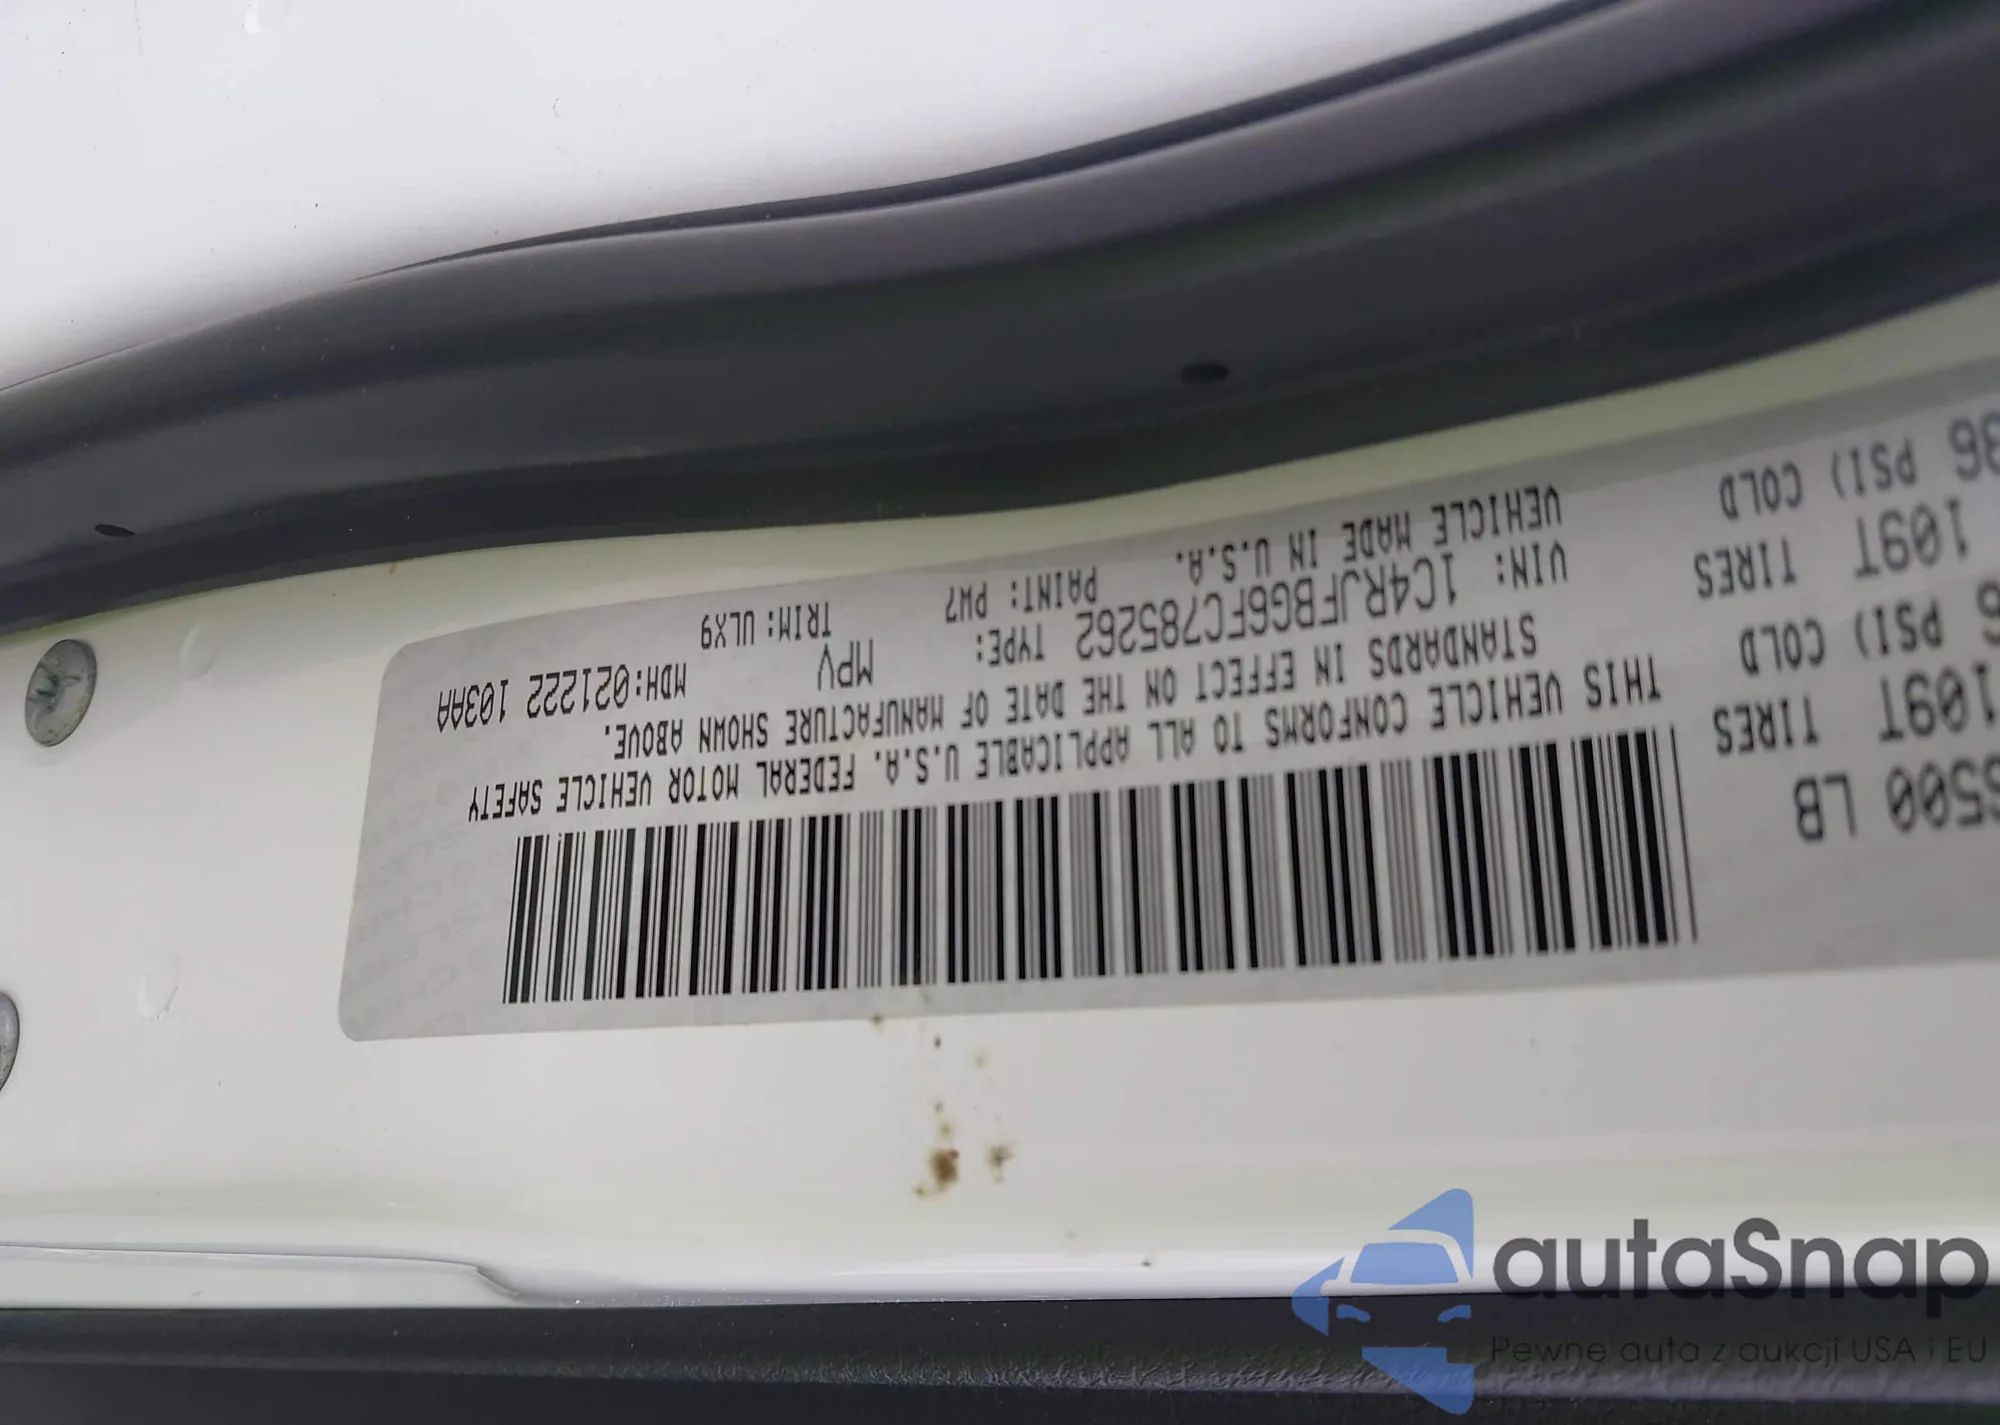 6500 LB
109T TIRES
PSI) COLD
109T TIRES
36 PSI) COLD
THIS VEHICLE CONFORMS TO ALL APPLICABLE U.S.A. FEDERAL MOTOR VEHICLE SAFETY
STANDARDS IN EFFECT ON THE DATE OF MANUFACTURE SHOWN ABOVE.
VIN: 1C4RJFBG6FC785262 TYPE: MPV MDH:021222 103AA
VEHICLE MADE IN U.S.A. PAINT: PW7 TRIM: ULX9
autaSnap
Pewne auta z aukcji USA i EU